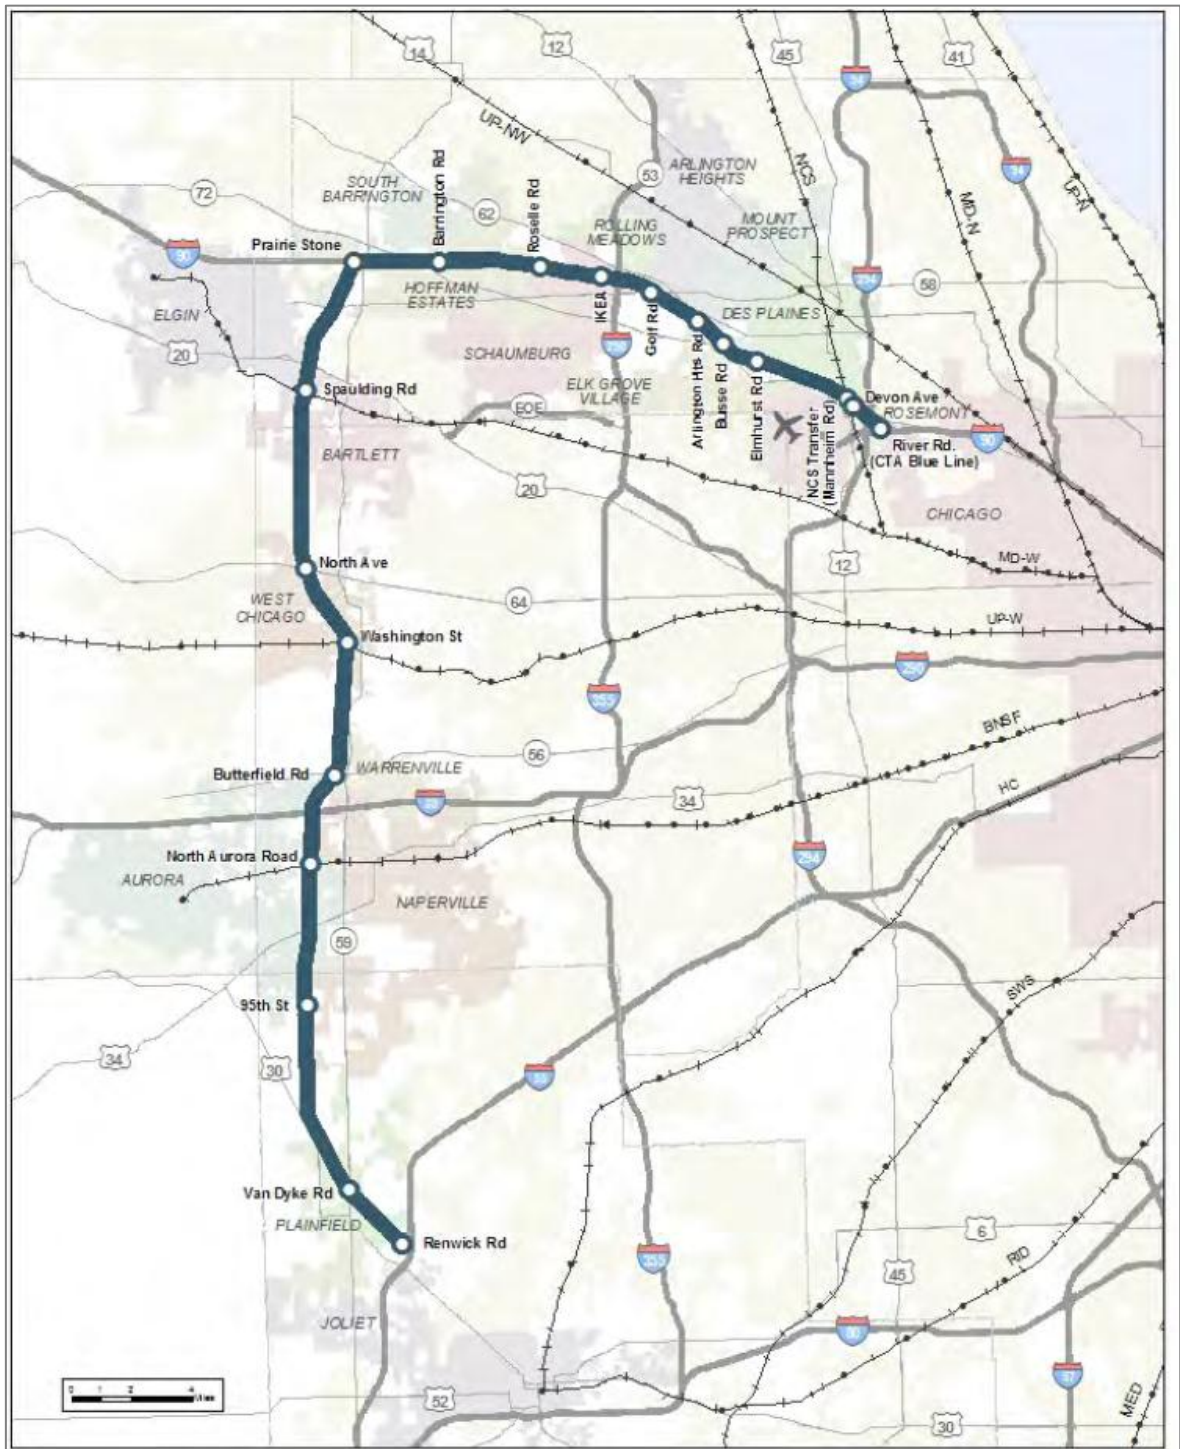 14
12
45
41
94
UP-NW
NCS
MD-N
94
UP-N
Barrington Rd
ARLINGTON
HEIGHTS
53
SOUTH
BARRINGTON
72
62
Roselle Rd
ROLLING
MEADOWS
MOUNT
PROSPECT
Prairie Stone
90
HOFFMAN
ESTATES
IKEA
Golf Rd
294
58
ELGIN
DES PLAINES
20
SCHAUMBURG
290
Arlington Hts Rd
Busse Rd
Elmhurst Rd
ELK GROVE
VILLAGE
Spaulding Rd
EOE
Devon Ave
ROSEMONT
NCS Transfer
(Mannheim Rd)
River Rd.
(CTA Blue Line)
90
BARTLETT
20
CHICAGO
North Ave
12
MD-W
WEST
CHICAGO
64
UP-W
Washington St
290
355
BNSF
56
Butterfield Rd
WARRENVILLE
88
34
HC
North Aurora Road
294
AURORA
NAPERVILLE
59
SWS
95th St
34
30
55
Van Dyke Rd
PLAINFIELD
Renwick Rd
6
RID
355
45
JOLIET
80
57
0 1 2 4
Miles
52
30
MED